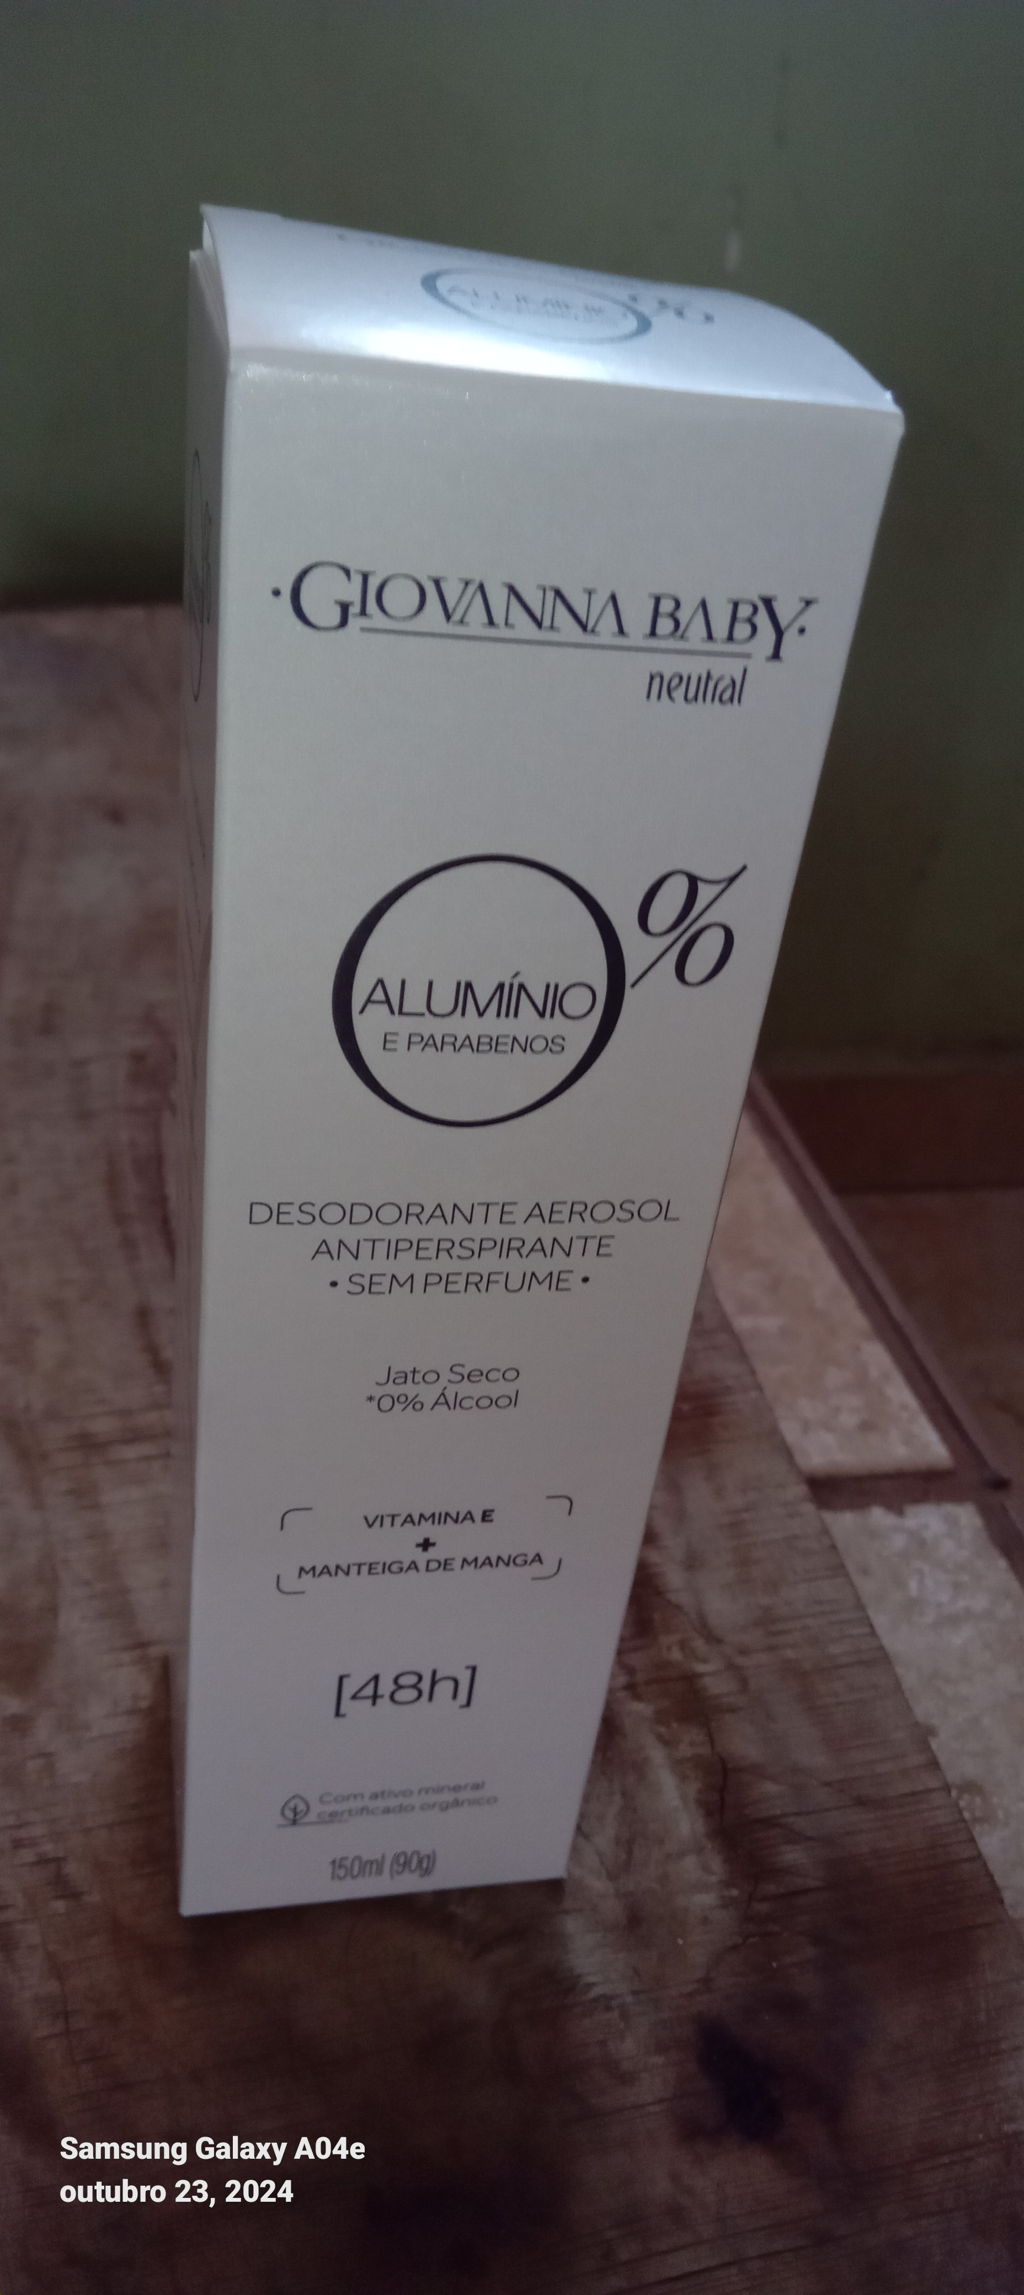 ALUMÍNIO %
·GIOVANNA BABY·
neutral
0%
ALUMÍNIO
E PARABENOS
DESODORANTE AEROSOL
ANTIPERSPIRANTE
• SEM PERFUME •
Jato Seco
*0% Álcool
VITAMINA E
+
MANTEIGA DE MANGA
[48h]
Com ativo mineral
certificado orgânico
150ml (90g)
Samsung Galaxy A04e
outubro 23, 2024